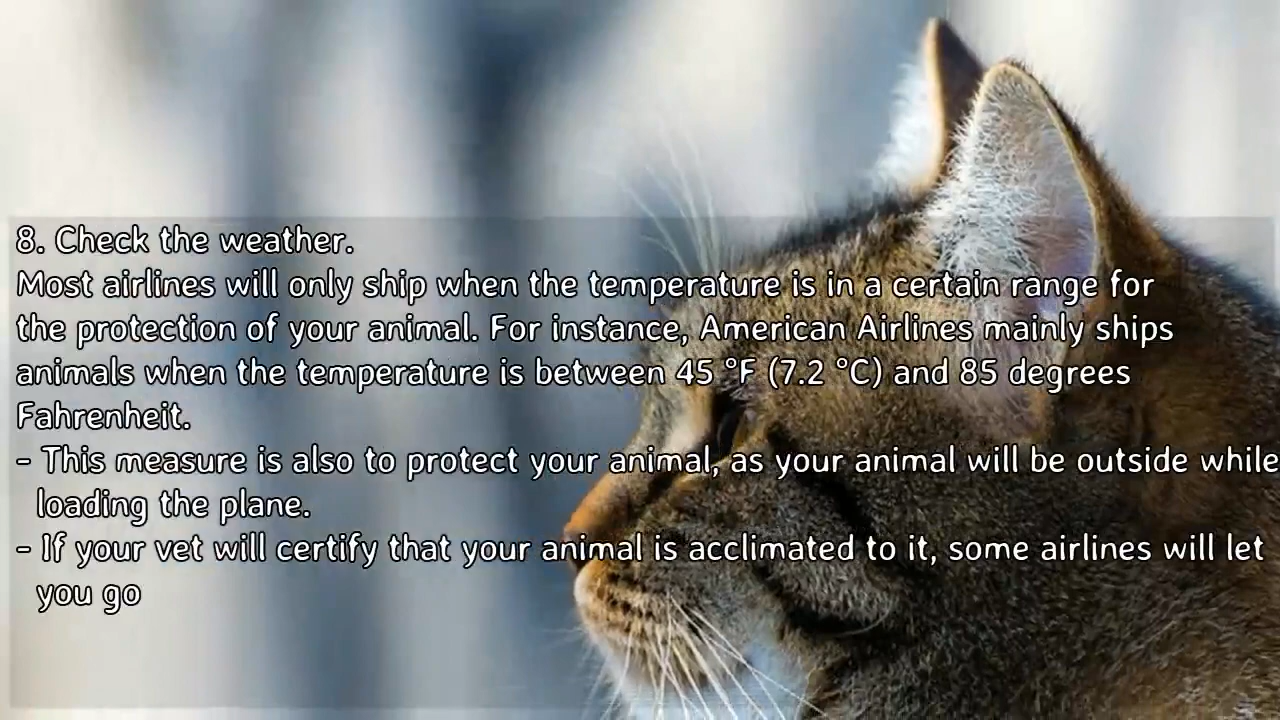 8. Check the weather.
Most airlines will only ship when the temperature is in a certain range for
the protection of your animal. For instance, American Airlines mainly ships
animals when the temperature is between 45 °F (7.2 °C) and 85 degrees
Fahrenheit.
- This measure is also to protect your animal, as your animal will be outside while
loading the plane.
- If your vet will certify that your animal is acclimated to it, some airlines will let
you go